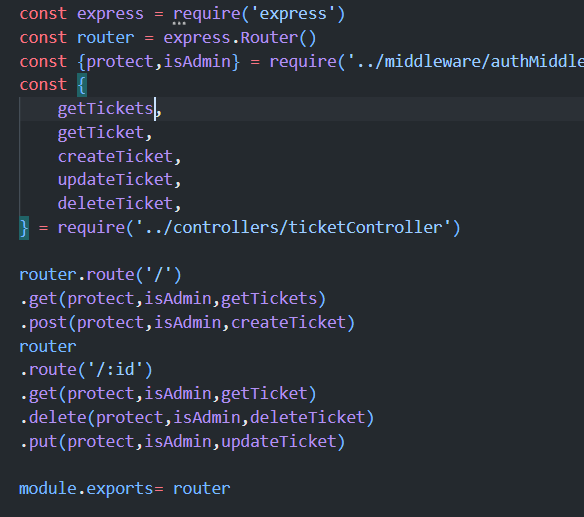 const express = require('express')
const router = express.Router()
const {protect,isAdmin} = require('../middleware/authMiddle
const {
    getTickets,
    getTicket,
    createTicket,
    updateTicket,
    deleteTicket,
} = require('../controllers/ticketController')

router.route('/')
.get(protect,isAdmin,getTickets)
.post(protect,isAdmin,createTicket)
router
.route('/:id')
.get(protect,isAdmin,getTicket)
.delete(protect,isAdmin,deleteTicket)
.put(protect,isAdmin,updateTicket)

module.exports= router